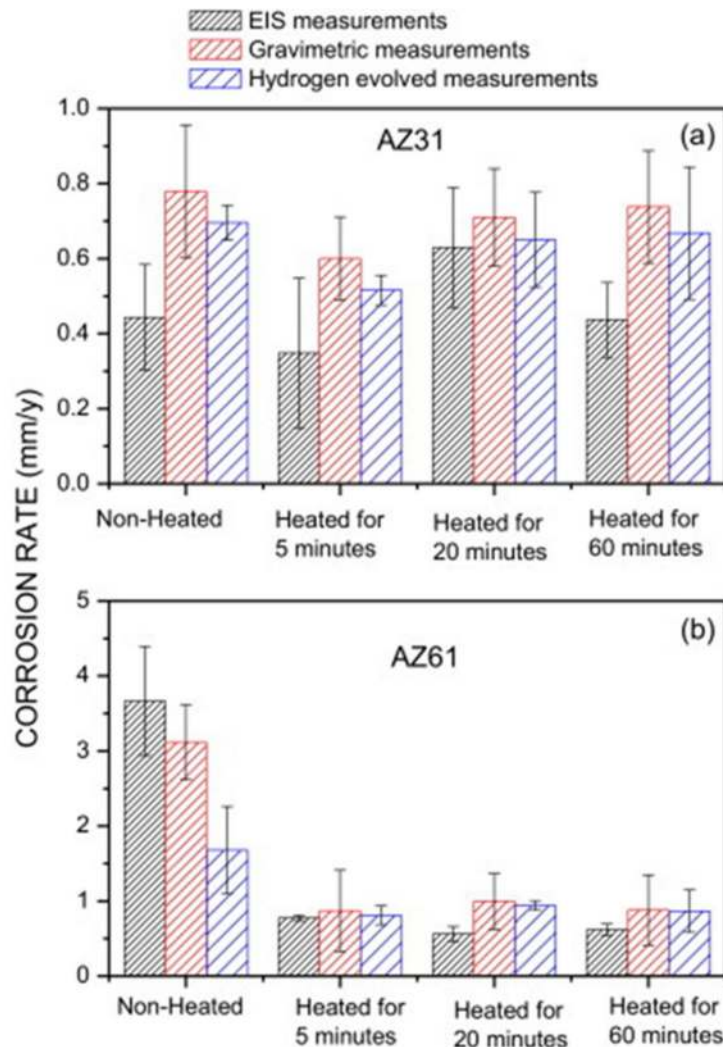 EIS measurements
Gravimetric measurements
Hydrogen evolved measurements
CORROSION RATE (mm/y)
1.0
0.8
0.6
0.4
0.2
0.0
AZ31
(a)
Non-Heated
Heated for
5 minutes
Heated for
20 minutes
Heated for
60 minutes
5
4
3
2
1
0
AZ61
(b)
Non-Heated
Heated for
5 minutes
Heated for
20 minutes
Heated for
60 minutes